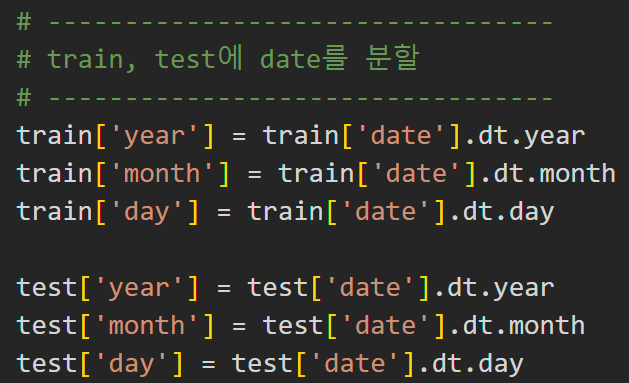 # ---------------------------------
# train, test에 date를 분할
# ---------------------------------
train['year'] = train['date'].dt.year
train['month'] = train['date'].dt.month
train['day'] = train['date'].dt.day
test['year'] = test['date'].dt.year
test['month'] = test['date'].dt.month
test['day'] = test['date'].dt.day